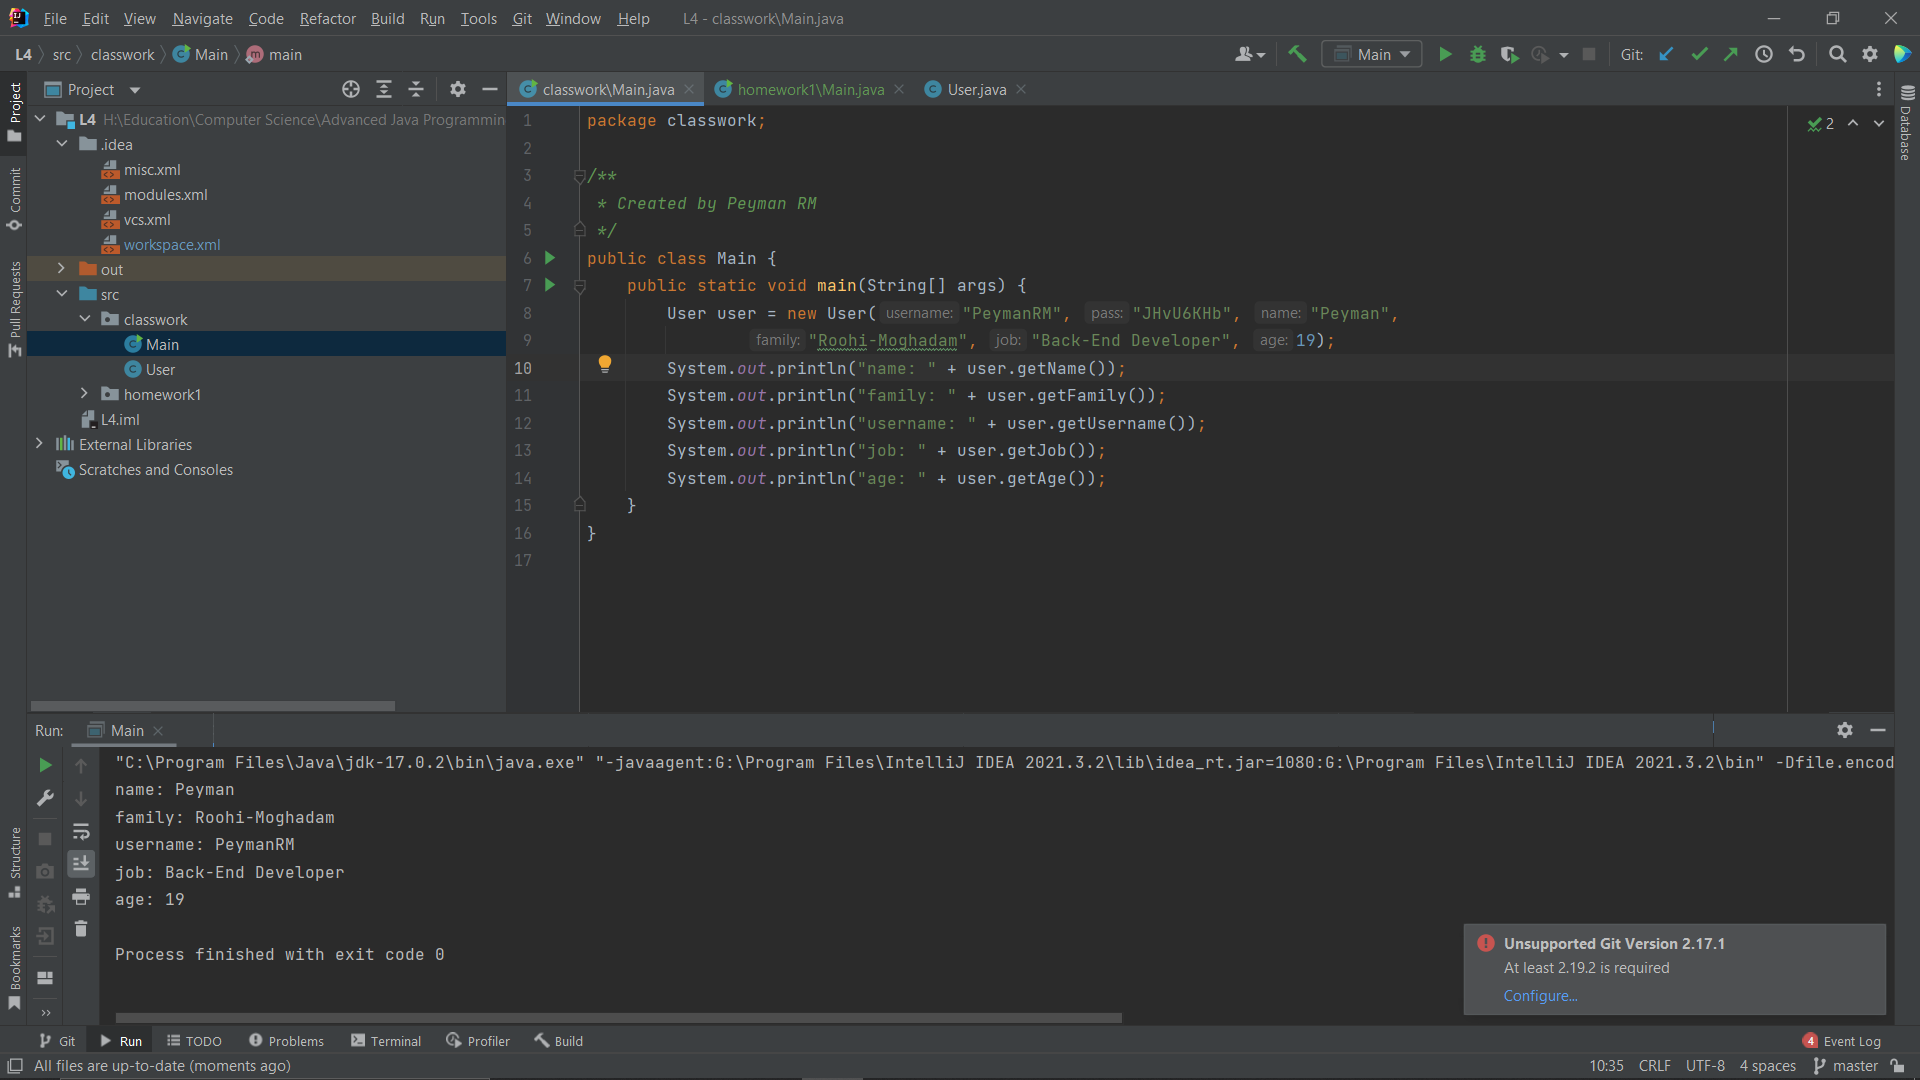 File Edit View Navigate Code Refactor Build Run Tools Git Window Help L4 - classwork\Main.java
L4 src classwork Main main Main Git:
Project
classwork\Main.java homework1\Main.java User.java
L4 H:\Education\Computer Science\Advanced Java Programmin
.idea
misc.xml
modules.xml
vcs.xml
workspace.xml
out
src
classwork
Main
User
homework1
L4.iml
External Libraries
Scratches and Consoles
Project
Commit
Pull Requests
Structure
Bookmarks
Database
2
1 package classwork;
2
3 /**
4 * Created by Peyman RM
5 */
6 public class Main {
7 public static void main(String[] args) {
8 User user = new User( username: "PeymanRM", pass: "JHvU6KHb", name: "Peyman",
9 family: "Roohi-Moghadam", job: "Back-End Developer", age: 19);
10 System.out.println("name: " + user.getName());
11 System.out.println("family: " + user.getFamily());
12 System.out.println("username: " + user.getUsername());
13 System.out.println("job: " + user.getJob());
14 System.out.println("age: " + user.getAge());
15 }
16 }
17
Run: Main
"C:\Program Files\Java\jdk-17.0.2\bin\java.exe" "-javaagent:G:\Program Files\IntelliJ IDEA 2021.3.2\lib\idea_rt.jar=1080:G:\Program Files\IntelliJ IDEA 2021.3.2\bin" -Dfile.encod
name: Peyman
family: Roohi-Moghadam
username: PeymanRM
job: Back-End Developer
age: 19
Process finished with exit code 0
Unsupported Git Version 2.17.1
At least 2.19.2 is required
Configure...
Git Run TODO Problems Terminal Profiler Build 4 Event Log
All files are up-to-date (moments ago) 10:35 CRLF UTF-8 4 spaces master